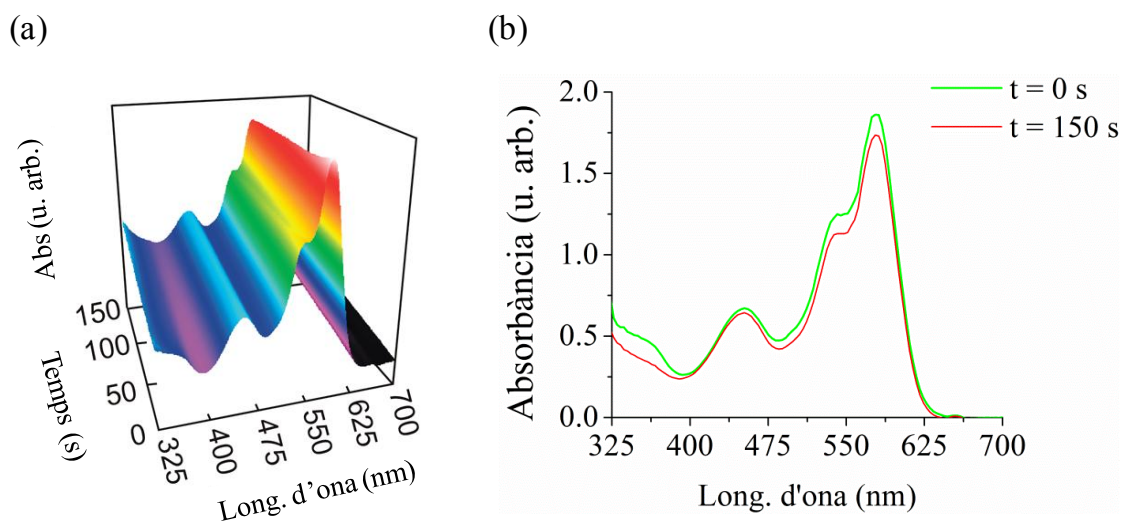 (a)
Abs (u. arb.)
150
100
50
0
Temps (s)
325
400
475
550
625
700
Long. d’ona (nm)
(b)
t = 0 s
t = 150 s
2.0
1.5
1.0
0.5
0.0
Absorbància (u. arb.)
325 400 475 550 625 700
Long. d'ona (nm)